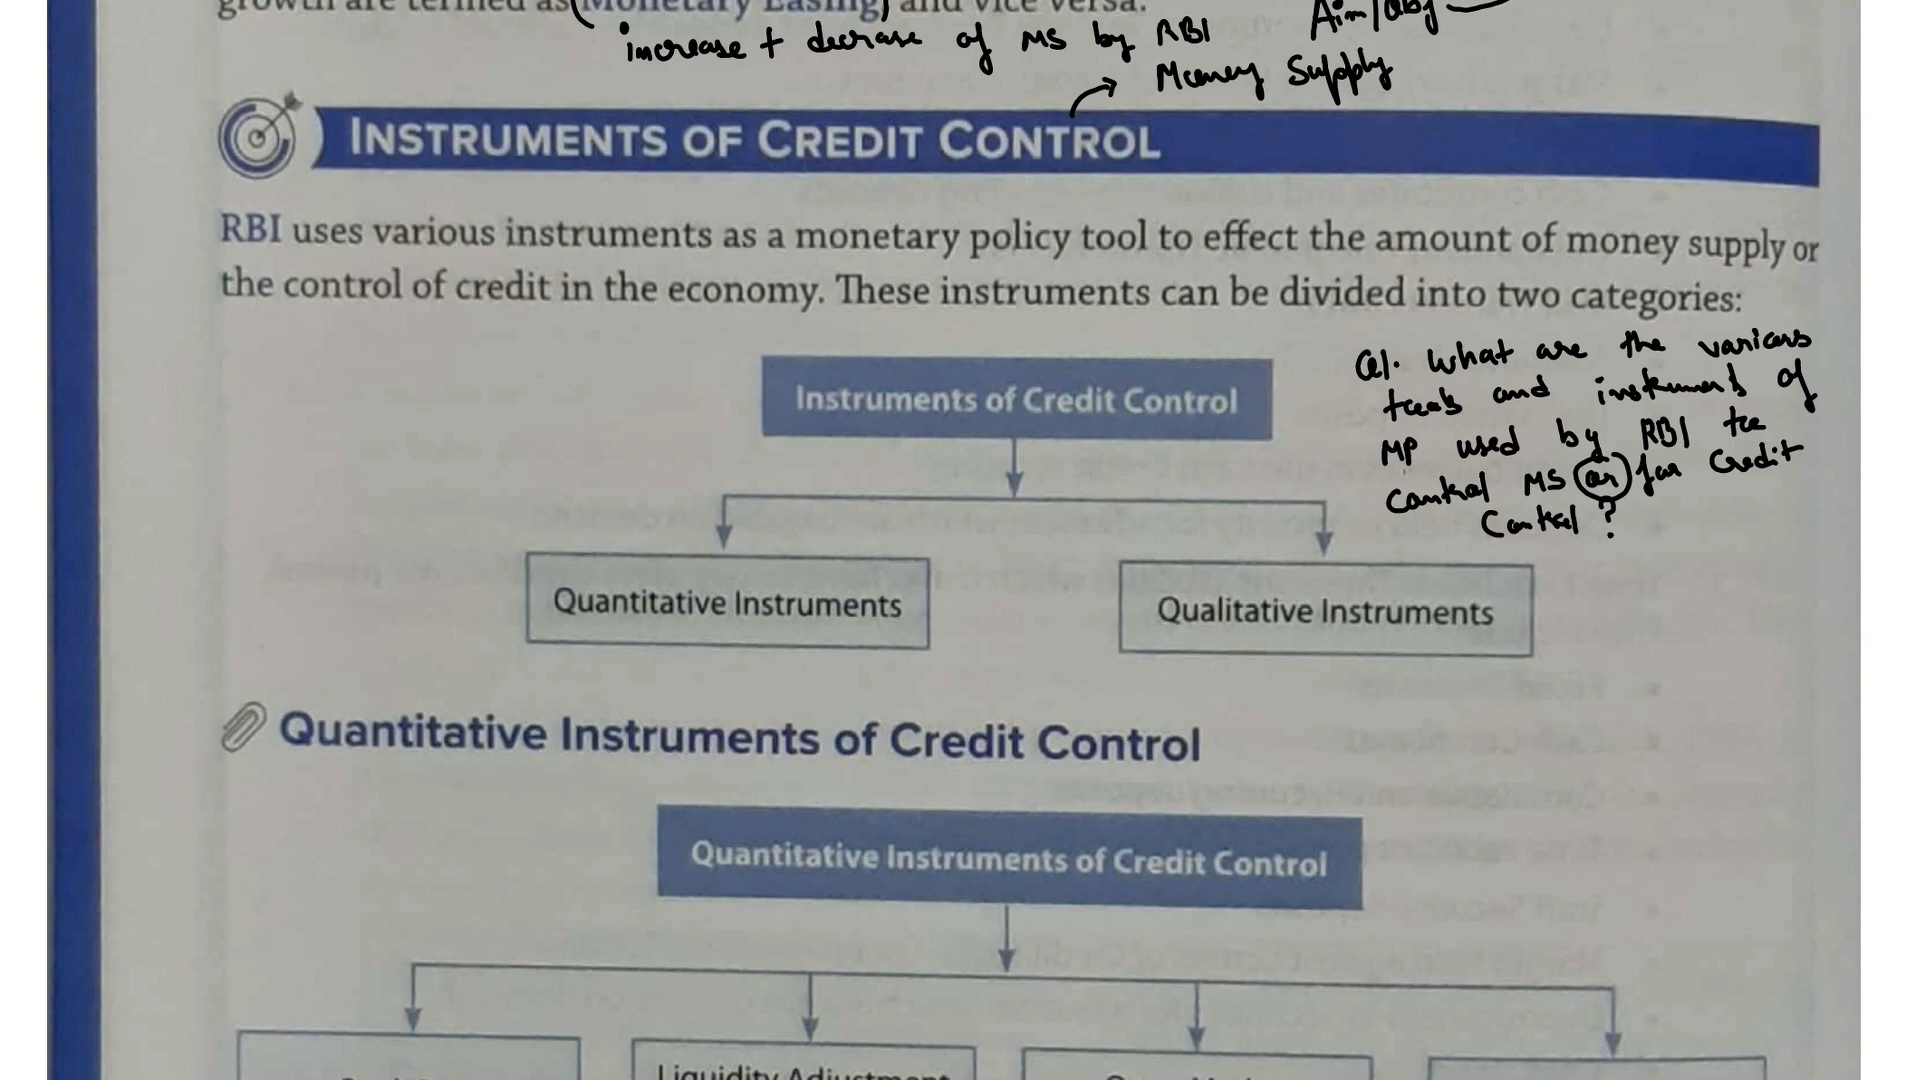 growth are termed as (Monetary Easing) and vice versa.
Aim/obj
increase + decrase of MS by RBI
Money Supply
INSTRUMENTS OF CREDIT CONTROL
RBI uses various instruments as a monetary policy tool to effect the amount of money supply or
the control of credit in the economy. These instruments can be divided into two categories:
Q1. What are the various
tools and instrument of
MP used by RBI to
control MS or for Credit
Control ?
Instruments of Credit Control
Quantitative Instruments
Qualitative Instruments
Quantitative Instruments of Credit Control
Quantitative Instruments of Credit Control
Liquidity Adjustment